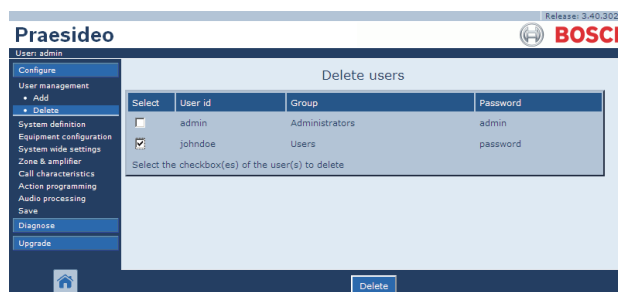 Release: 3.40.302
Praesideo
BOSCH
User: admin
Configure
User management
• Add
• Delete
System definition
Equipment configuration
System wide settings
Zone & amplifier
Call characteristics
Action programming
Audio processing
Save
Diagnose
Upgrade
Delete users
Select User id Group Password
admin Administrators admin
johndoe Users password
Select the checkbox(es) of the user(s) to delete
Delete